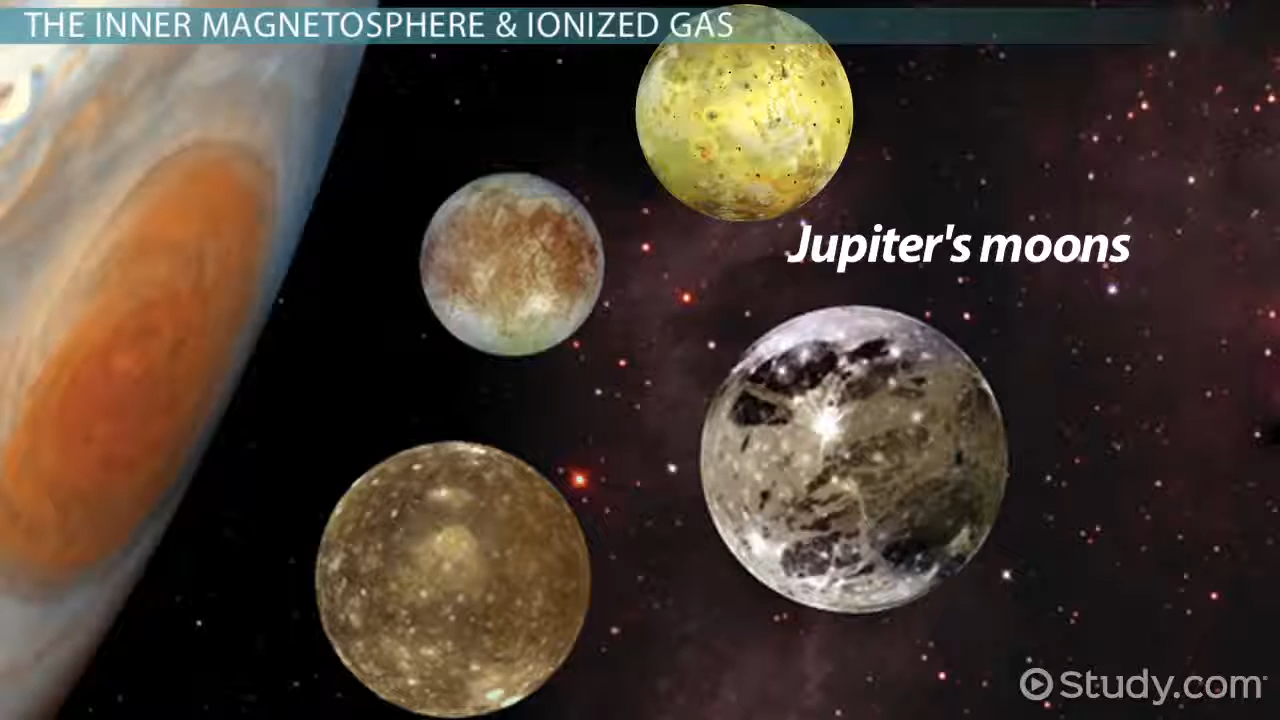 THE INNER MAGNETOSPHERE & IONIZED GAS
Jupiter's moons
Study.com